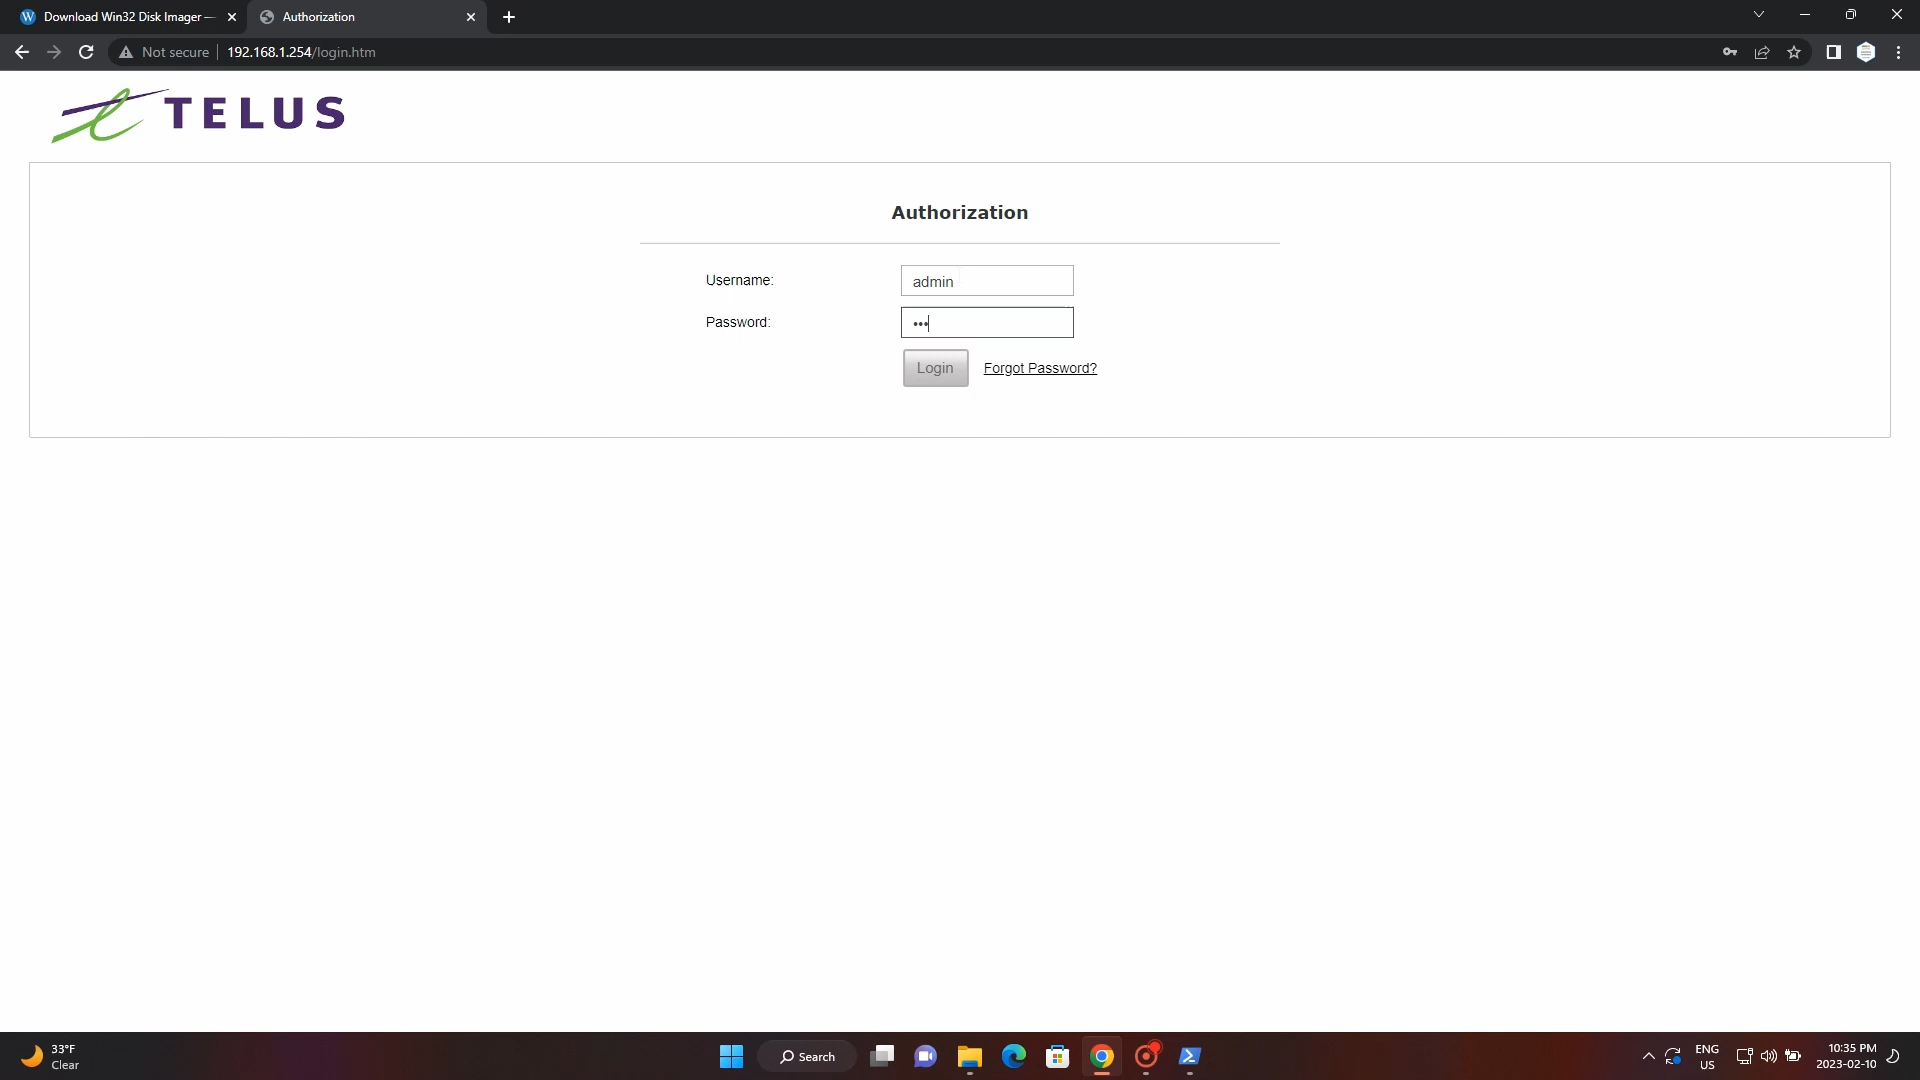 Download Win32 Disk Imager —
Authorization
Not secure
192.168.1.254/login.htm
TELUS
Authorization
Username:
admin
Password:
•••
Login
Forgot Password?
33°F
Clear
Search
ENG
US
10:35 PM
2023-02-10